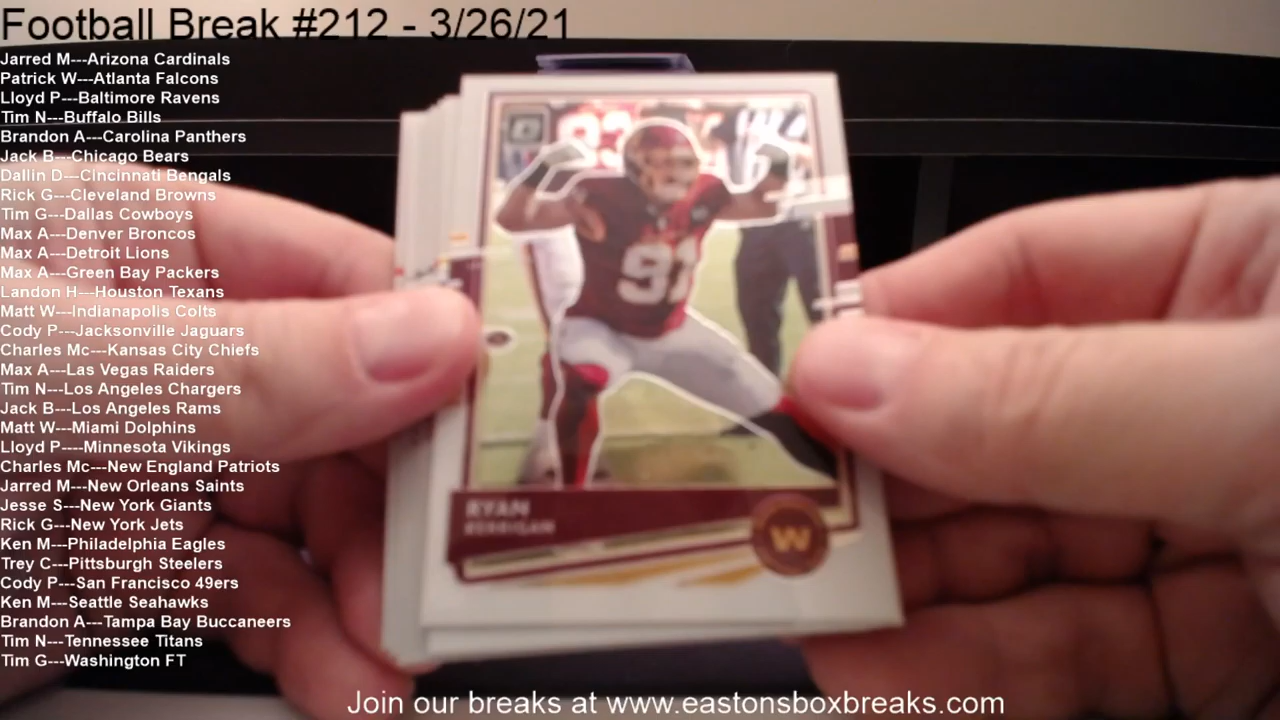 Football Break #212 - 3/26/21
Jarred M---Arizona Cardinals
Patrick W---Atlanta Falcons
Lloyd P---Baltimore Ravens
Tim N---Buffalo Bills
Brandon A---Carolina Panthers
Jack B---Chicago Bears
Dallin D---CIncinnati Bengals
Rick G---Cleveland Browns
Tim G---Dallas Cowboys
Max A---Denver Broncos
Max A---Detroit Lions
Max A---Green Bay Packers
Landon H---Houston Texans
Matt W---Indianapolis Colts
Cody P---Jacksonville Jaguars
Charles Mc---Kansas City Chiefs
Max A---Las Vegas Raiders
Tim N---Los Angeles Chargers
Jack B---Los Angeles Rams
Matt W---Miami Dolphins
Lloyd P----Minnesota Vikings
Charles Mc---New England Patriots
Jarred M---New Orleans Saints
Jesse S---New York Giants
Rick G---New York Jets
Ken M---Philadelphia Eagles
Trey C---Pittsburgh Steelers
Cody P---San Francisco 49ers
Ken M---Seattle Seahawks
Brandon A---Tampa Bay Buccaneers
Tim N---Tennessee Titans
Tim G---Washington FT
93
91
RYAN
KERRIGAN
W
Join our breaks at www.eastonsboxbreaks.com